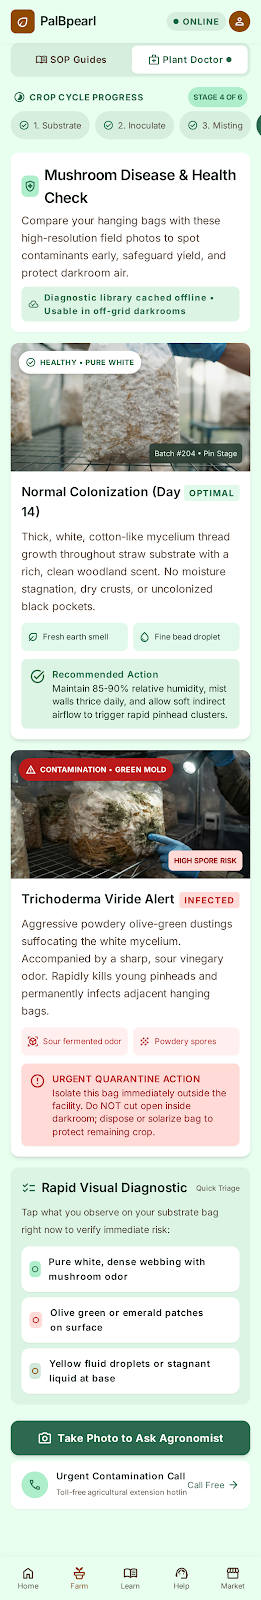 PalBpearl
ONLINE
SOP Guides
Plant Doctor
CROP CYCLE PROGRESS
STAGE 4 OF 6
1. Substrate
2. Inoculate
3. Misting
Mushroom Disease & Health
Check
Compare your hanging bags with these
high-resolution field photos to spot
contaminants early, safeguard yield, and
protect darkroom air.
Diagnostic library cached offline •
Usable in off-grid darkrooms
HEALTHY • PURE WHITE
Batch #204 • Pin Stage
Normal Colonization (Day
14)
OPTIMAL
Thick, white, cotton-like mycelium thread
growth throughout straw substrate with a
rich, clean woodland scent. No moisture
stagnation, dry crusts, or uncolonized
black pockets.
Fresh earth smell
Fine bead droplet
Recommended Action
Maintain 85-90% relative humidity, mist
walls thrice daily, and allow soft indirect
airflow to trigger rapid pinhead clusters.
CONTAMINATION • GREEN MOLD
HIGH SPORE RISK
Trichoderma Viride Alert
INFECTED
Aggressive powdery olive-green dustings
suffocating the white mycelium.
Accompanied by a sharp, sour vinegary
odor. Rapidly kills young pinheads and
permanently infects adjacent hanging
bags.
Sour fermented odor
Powdery spores
URGENT QUARANTINE ACTION
Isolate this bag immediately outside the
facility. Do NOT cut open inside
darkroom; dispose or solarize bag to
protect remaining crop.
Rapid Visual Diagnostic
Quick Triage
Tap what you observe on your substrate bag
right now to verify immediate risk:
Pure white, dense webbing with
mushroom odor
Olive green or emerald patches
on surface
Yellow fluid droplets or stagnant
liquid at base
Take Photo to Ask Agronomist
Urgent Contamination Call
Toll-free agricultural extension hotlin
Call Free
Home
Farm
Learn
Help
Market